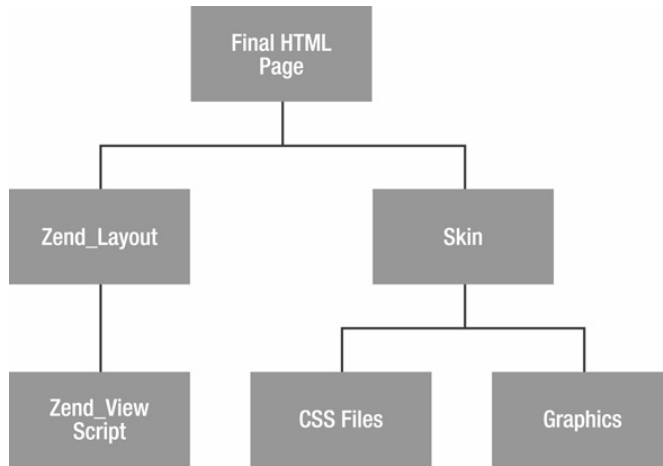 Final HTML
Page
Zend_Layout
Skin
Zend_View
Script
CSS Files
Graphics